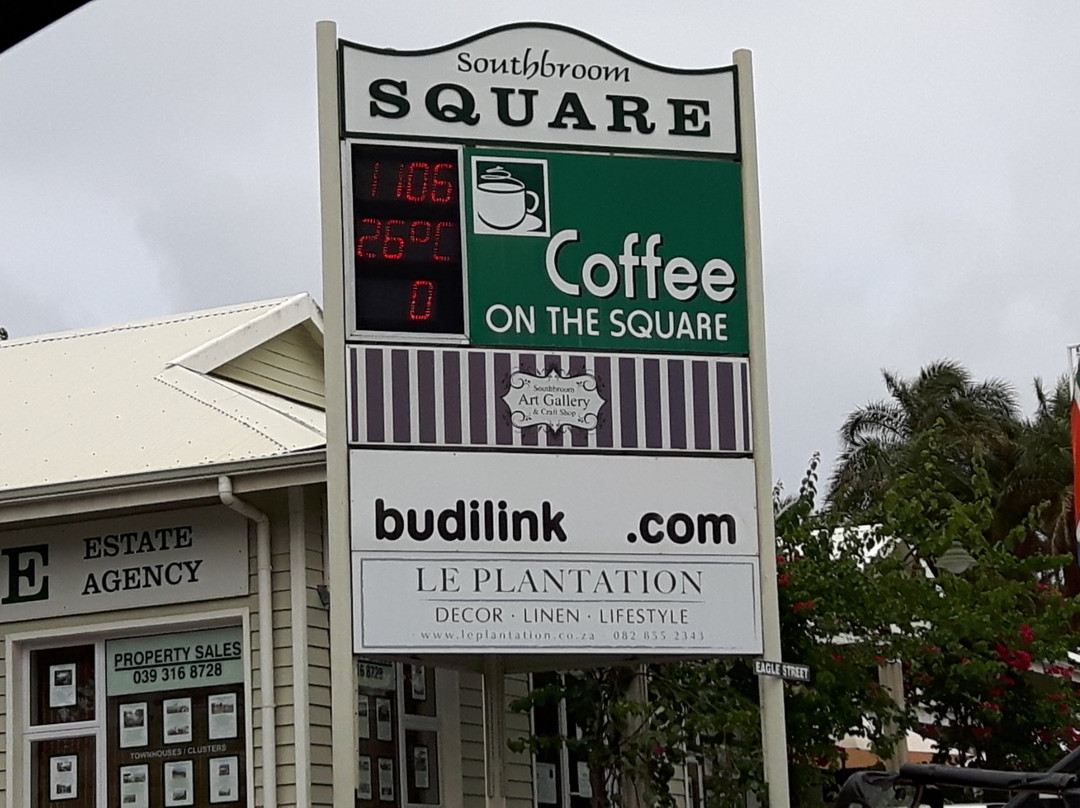 Southbroom
SQUARE
1105
26°C
0
Coffee
ON THE SQUARE
Southbroom
Art Gallery
& Craft Shop
budilink .com
LE PLANTATION
DECOR · LINEN · LIFESTYLE
www.leplantation.co.za 082 855 2343
EAGLE STREET
E ESTATE
AGENCY
PROPERTY SALES
039 316 8728
TOWNHOUSES / CLUSTERS